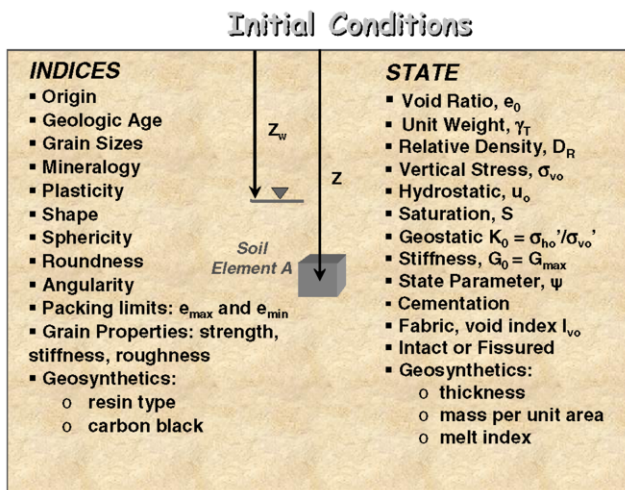 Initial Conditions
INDICES
▪ Origin
▪ Geologic Age
▪ Grain Sizes
▪ Mineralogy
▪ Plasticity
▪ Shape
▪ Sphericity
▪ Roundness
▪ Angularity
▪ Packing limits: emax and emin
▪ Grain Properties: strength,
stiffness, roughness
▪ Geosynthetics:
o resin type
o carbon black
Zw
Z
Soil
Element A
STATE
▪ Void Ratio, e0
▪ Unit Weight, γT
▪ Relative Density, DR
▪ Vertical Stress, σvo
▪ Hydrostatic, uo
▪ Saturation, S
▪ Geostatic K0 = σho'/σvo'
▪ Stiffness, G0 = Gmax
▪ State Parameter, ψ
▪ Cementation
▪ Fabric, void index Ivo
▪ Intact or Fissured
▪ Geosynthetics:
o thickness
o mass per unit area
o melt index